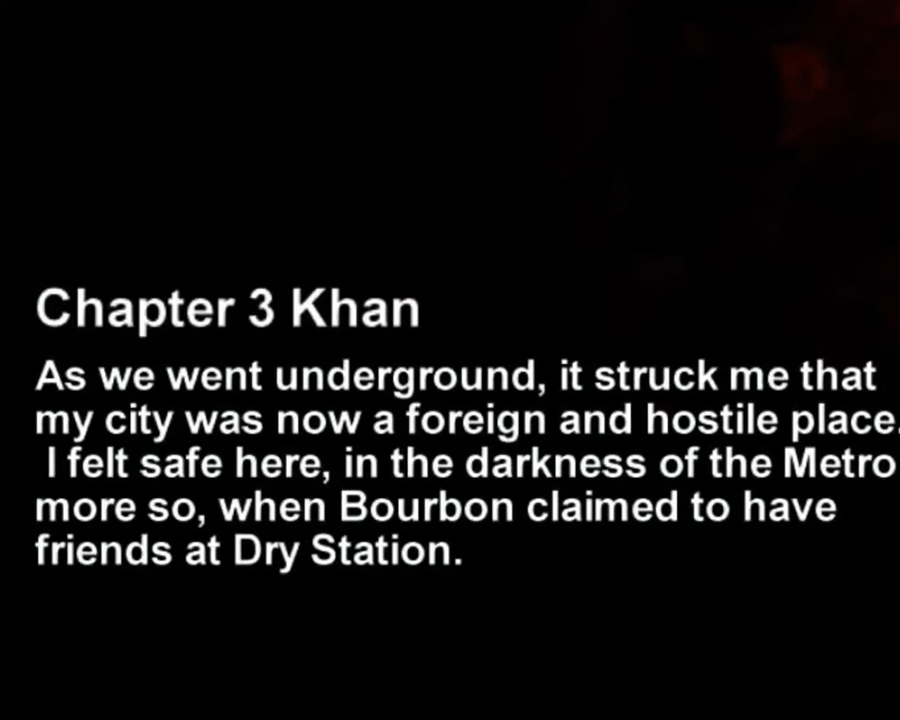 Chapter 3 Khan
As we went underground, it struck me that
my city was now a foreign and hostile place.
I felt safe here, in the darkness of the Metro
more so, when Bourbon claimed to have
friends at Dry Station.